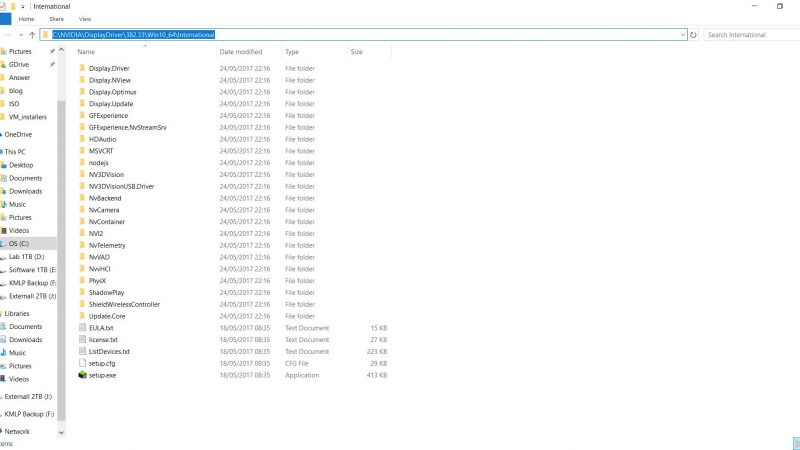 International
Home Share View
C:\NVIDIA\DisplayDriver\382.33\Win10_64\International
Search International
Name Date modified Type Size
Pictures
GDrive
Answer
blog
ISO
VM_installers
OneDrive
This PC
Desktop
Documents
Downloads
Music
Pictures
Videos
OS (C:)
Lab 1TB (D:)
Software 1TB (E:
KMLP Backup (F:)
Externall 2TB (I:)
Libraries
Documents
Downloads
Music
Pictures
Videos
Externall 2TB (I:)
KMLP Backup (F:)
Network
Display.Driver 24/05/2017 22:16 File folder
Display.NView 24/05/2017 22:16 File folder
Display.Optimus 24/05/2017 22:16 File folder
Display.Update 24/05/2017 22:16 File folder
GFExperience 24/05/2017 22:16 File folder
GFExperience.NvStreamSrv 24/05/2017 22:16 File folder
HDAudio 24/05/2017 22:16 File folder
MSVCRT 24/05/2017 22:16 File folder
nodejs 24/05/2017 22:16 File folder
NV3DVision 24/05/2017 22:16 File folder
NV3DVisionUSB.Driver 24/05/2017 22:16 File folder
NvBackend 24/05/2017 22:16 File folder
NvCamera 24/05/2017 22:16 File folder
NvContainer 24/05/2017 22:16 File folder
NVI2 24/05/2017 22:16 File folder
NvTelemetry 24/05/2017 22:16 File folder
NvVAD 24/05/2017 22:16 File folder
NvvHCI 24/05/2017 22:16 File folder
PhysX 24/05/2017 22:16 File folder
ShadowPlay 24/05/2017 22:16 File folder
ShieldWirelessController 24/05/2017 22:16 File folder
Update.Core 24/05/2017 22:16 File folder
EULA.txt 18/05/2017 08:35 Text Document 15 KB
license.txt 18/05/2017 08:35 Text Document 27 KB
ListDevices.txt 18/05/2017 08:35 Text Document 223 KB
setup.cfg 18/05/2017 08:35 CFG File 29 KB
setup.exe 18/05/2017 08:35 Application 413 KB